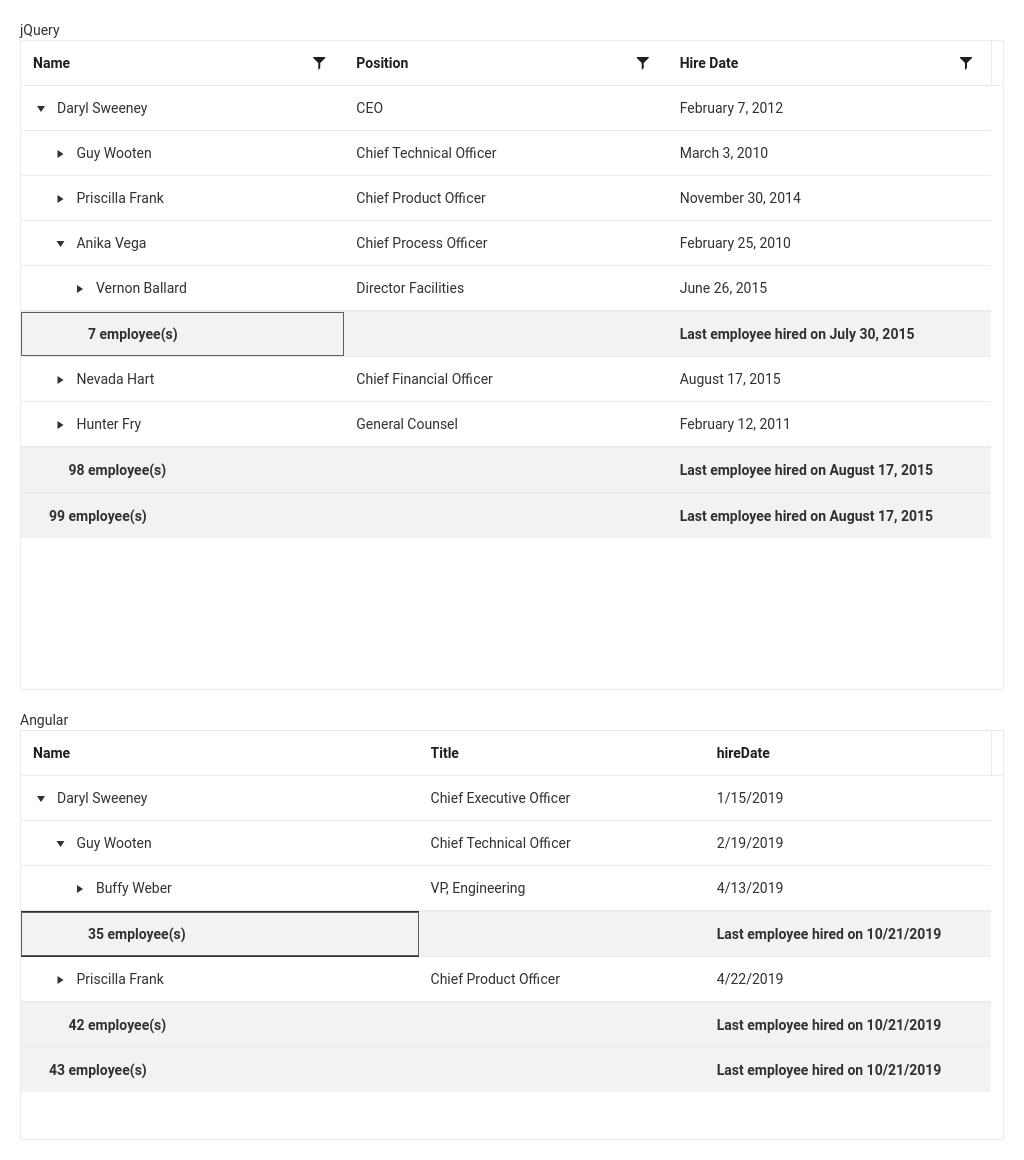 jQuery
Name Position Hire Date
Daryl Sweeney CEO February 7, 2012
Guy Wooten Chief Technical Officer March 3, 2010
Priscilla Frank Chief Product Officer November 30, 2014
Anika Vega Chief Process Officer February 25, 2010
Vernon Ballard Director Facilities June 26, 2015
7 employee(s) Last employee hired on July 30, 2015
Nevada Hart Chief Financial Officer August 17, 2015
Hunter Fry General Counsel February 12, 2011
98 employee(s) Last employee hired on August 17, 2015
99 employee(s) Last employee hired on August 17, 2015
Angular
Name Title hireDate
Daryl Sweeney Chief Executive Officer 1/15/2019
Guy Wooten Chief Technical Officer 2/19/2019
Buffy Weber VP, Engineering 4/13/2019
35 employee(s) Last employee hired on 10/21/2019
Priscilla Frank Chief Product Officer 4/22/2019
42 employee(s) Last employee hired on 10/21/2019
43 employee(s) Last employee hired on 10/21/2019